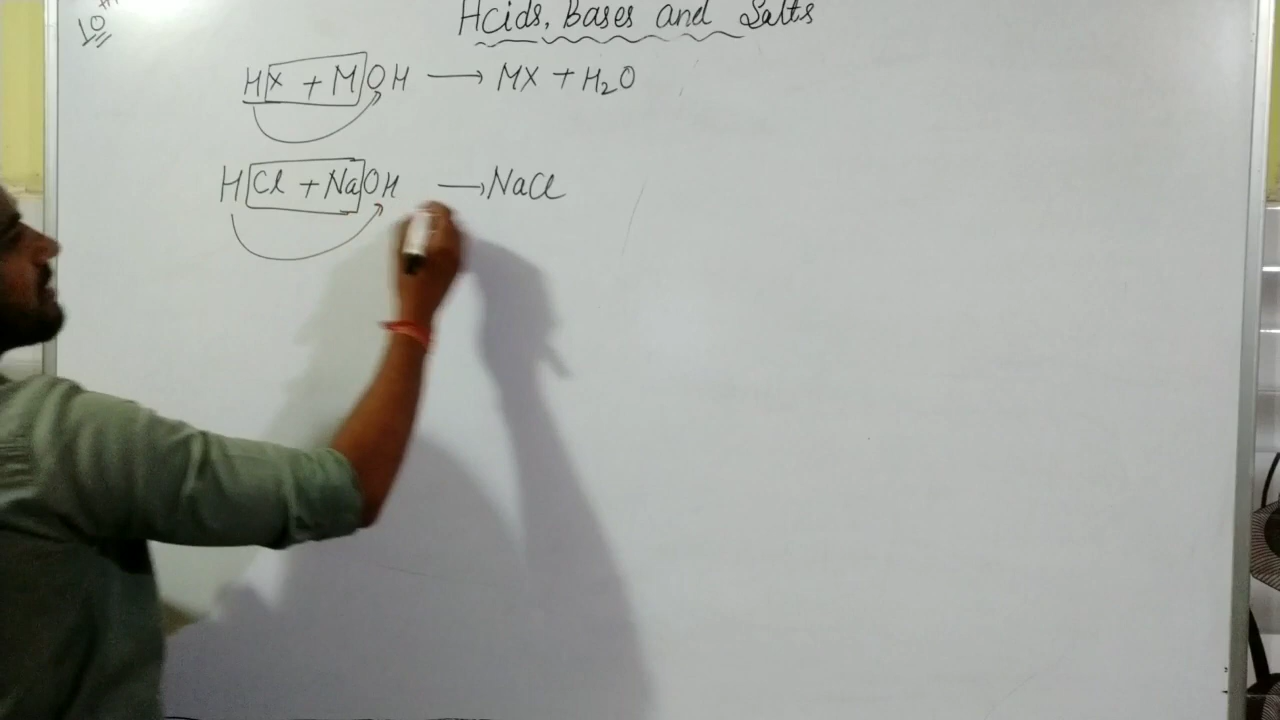 10th
Acids, Bases and Salts
HX + MOH → MX + H₂O
HCl + NaOH → NaCl